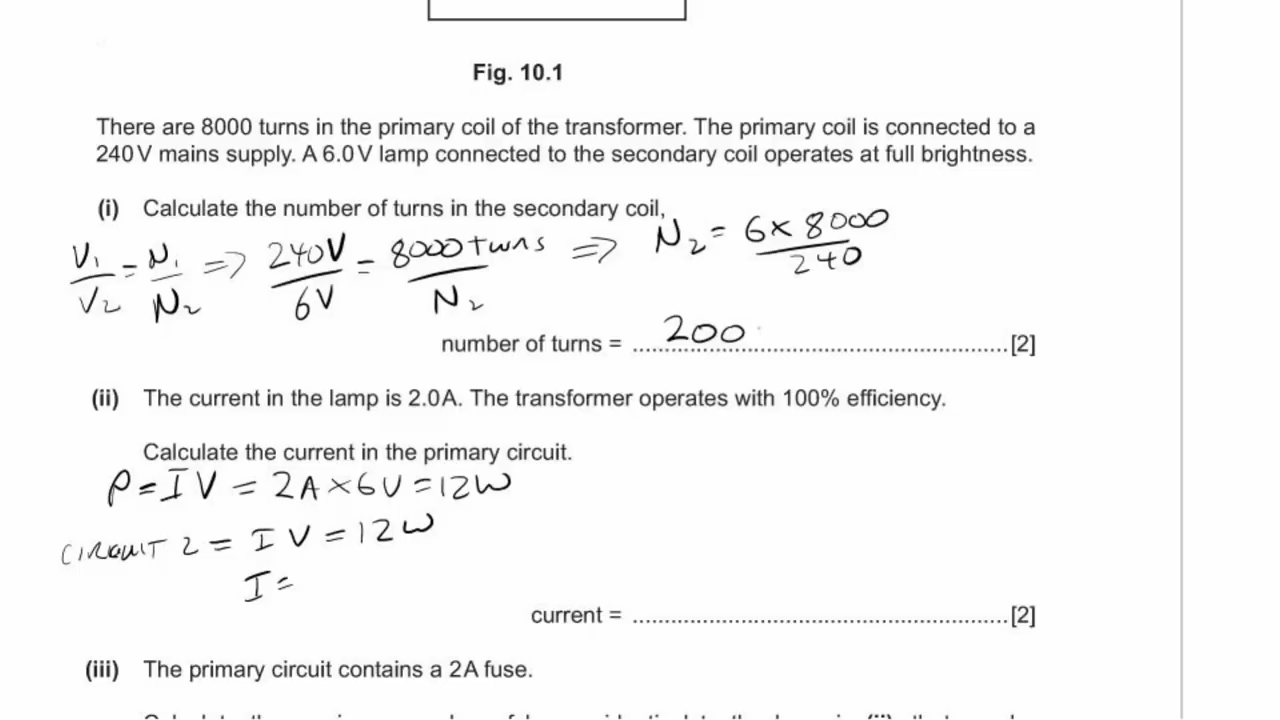 Fig. 10.1
There are 8000 turns in the primary coil of the transformer. The primary coil is connected to a
240 V mains supply. A 6.0 V lamp connected to the secondary coil operates at full brightness.
(i) Calculate the number of turns in the secondary coil,
V₁/V₂ = N₁/N₂ => 240V/6V = 8000 turns/N₂ => N₂ = 6 x 8000/240
number of turns = 200 [2]
(ii) The current in the lamp is 2.0 A. The transformer operates with 100% efficiency.
Calculate the current in the primary circuit.
P = IV = 2A × 6V = 12W
CIRCUIT 2 = IV = 12W
I =
current = ........................................................ [2]
(iii) The primary circuit contains a 2A fuse.